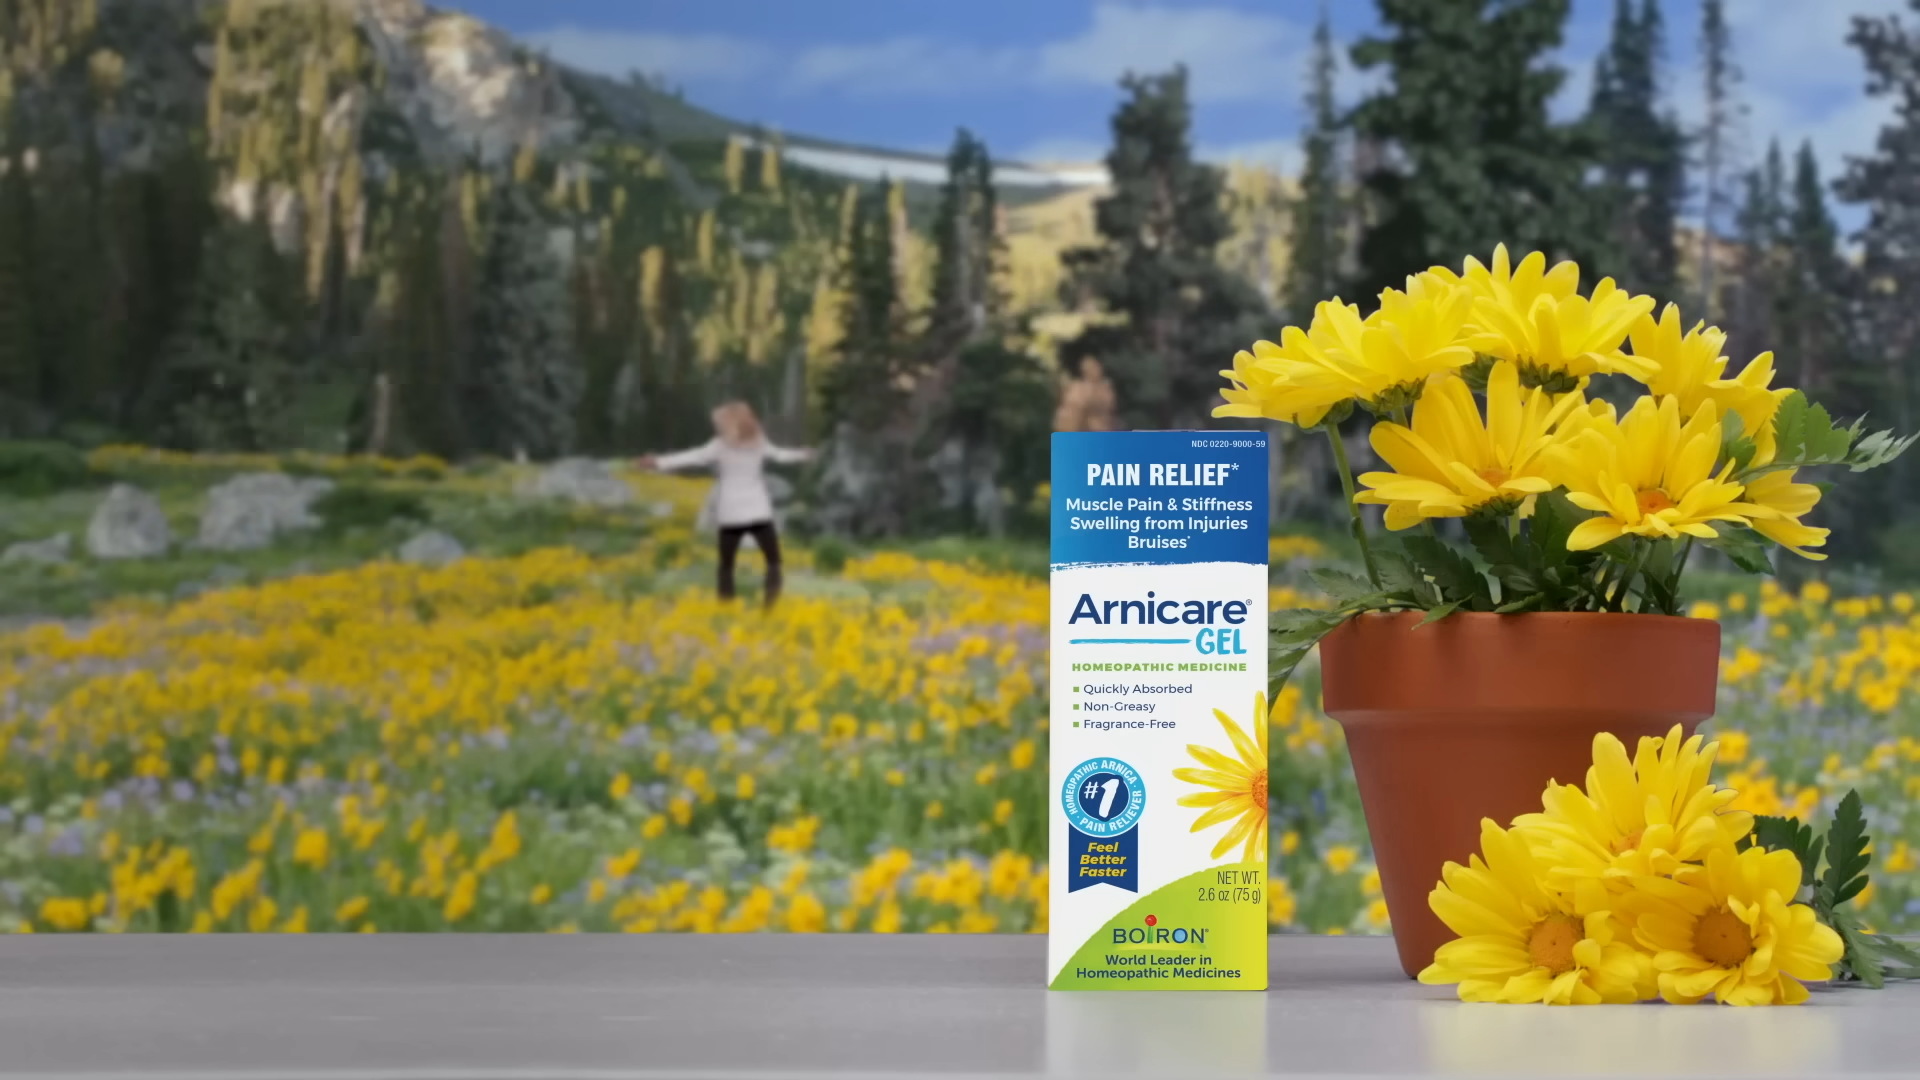 NDC 0220-9000-59
PAIN RELIEF*
Muscle Pain & Stiffness
Swelling from Injuries
Bruises*
Arnicare®
GEL
HOMEOPATHIC MEDICINE
Quickly Absorbed
Non-Greasy
Fragrance-Free
HOMEOPATHIC ARNICA
#1
PAIN RELIEVER
Feel
Better
Faster
NET WT.
2.6 oz (75 g)
BOIRON®
World Leader in
Homeopathic Medicines